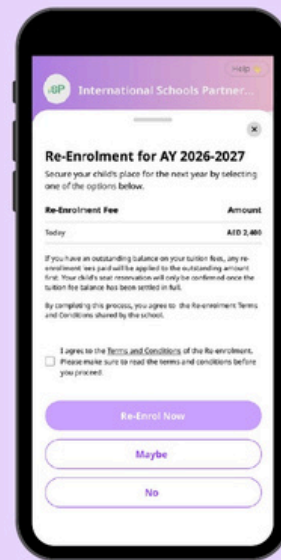 Help
ISP
International Schools Partner...
Re-Enrolment for AY 2026-2027
Secure your child's place for the next year by selecting
one of the options below.
Re-Enrolment Fee Amount
Today AED 2,400
If you have an outstanding balance on your tuition fees, any re-
enrolment fees paid will be applied to the outstanding amount
first. Your child's seat reservation will only be confirmed once the
tuition fee balance has been settled in full.
By completing this process, you agree to the Re-enrolment Terms
and Conditions shared by the school.
I agree to the Terms and Conditions of the Re-enrolment.
Please make sure to read the terms and conditions before
you proceed.
Re-Enrol Now
Maybe
No